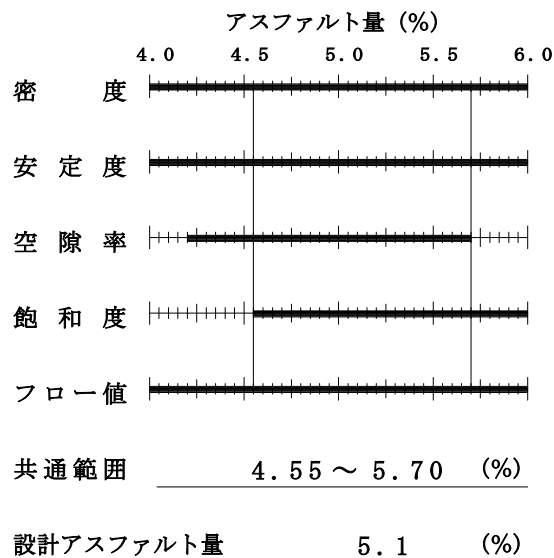 アスファルト量 (%)
4.0 4.5 5.0 5.5 6.0
密度
安定度
空隙率
飽和度
フロー値
共通範囲 4.55～5.70 (%)
設計アスファルト量 5.1 (%)